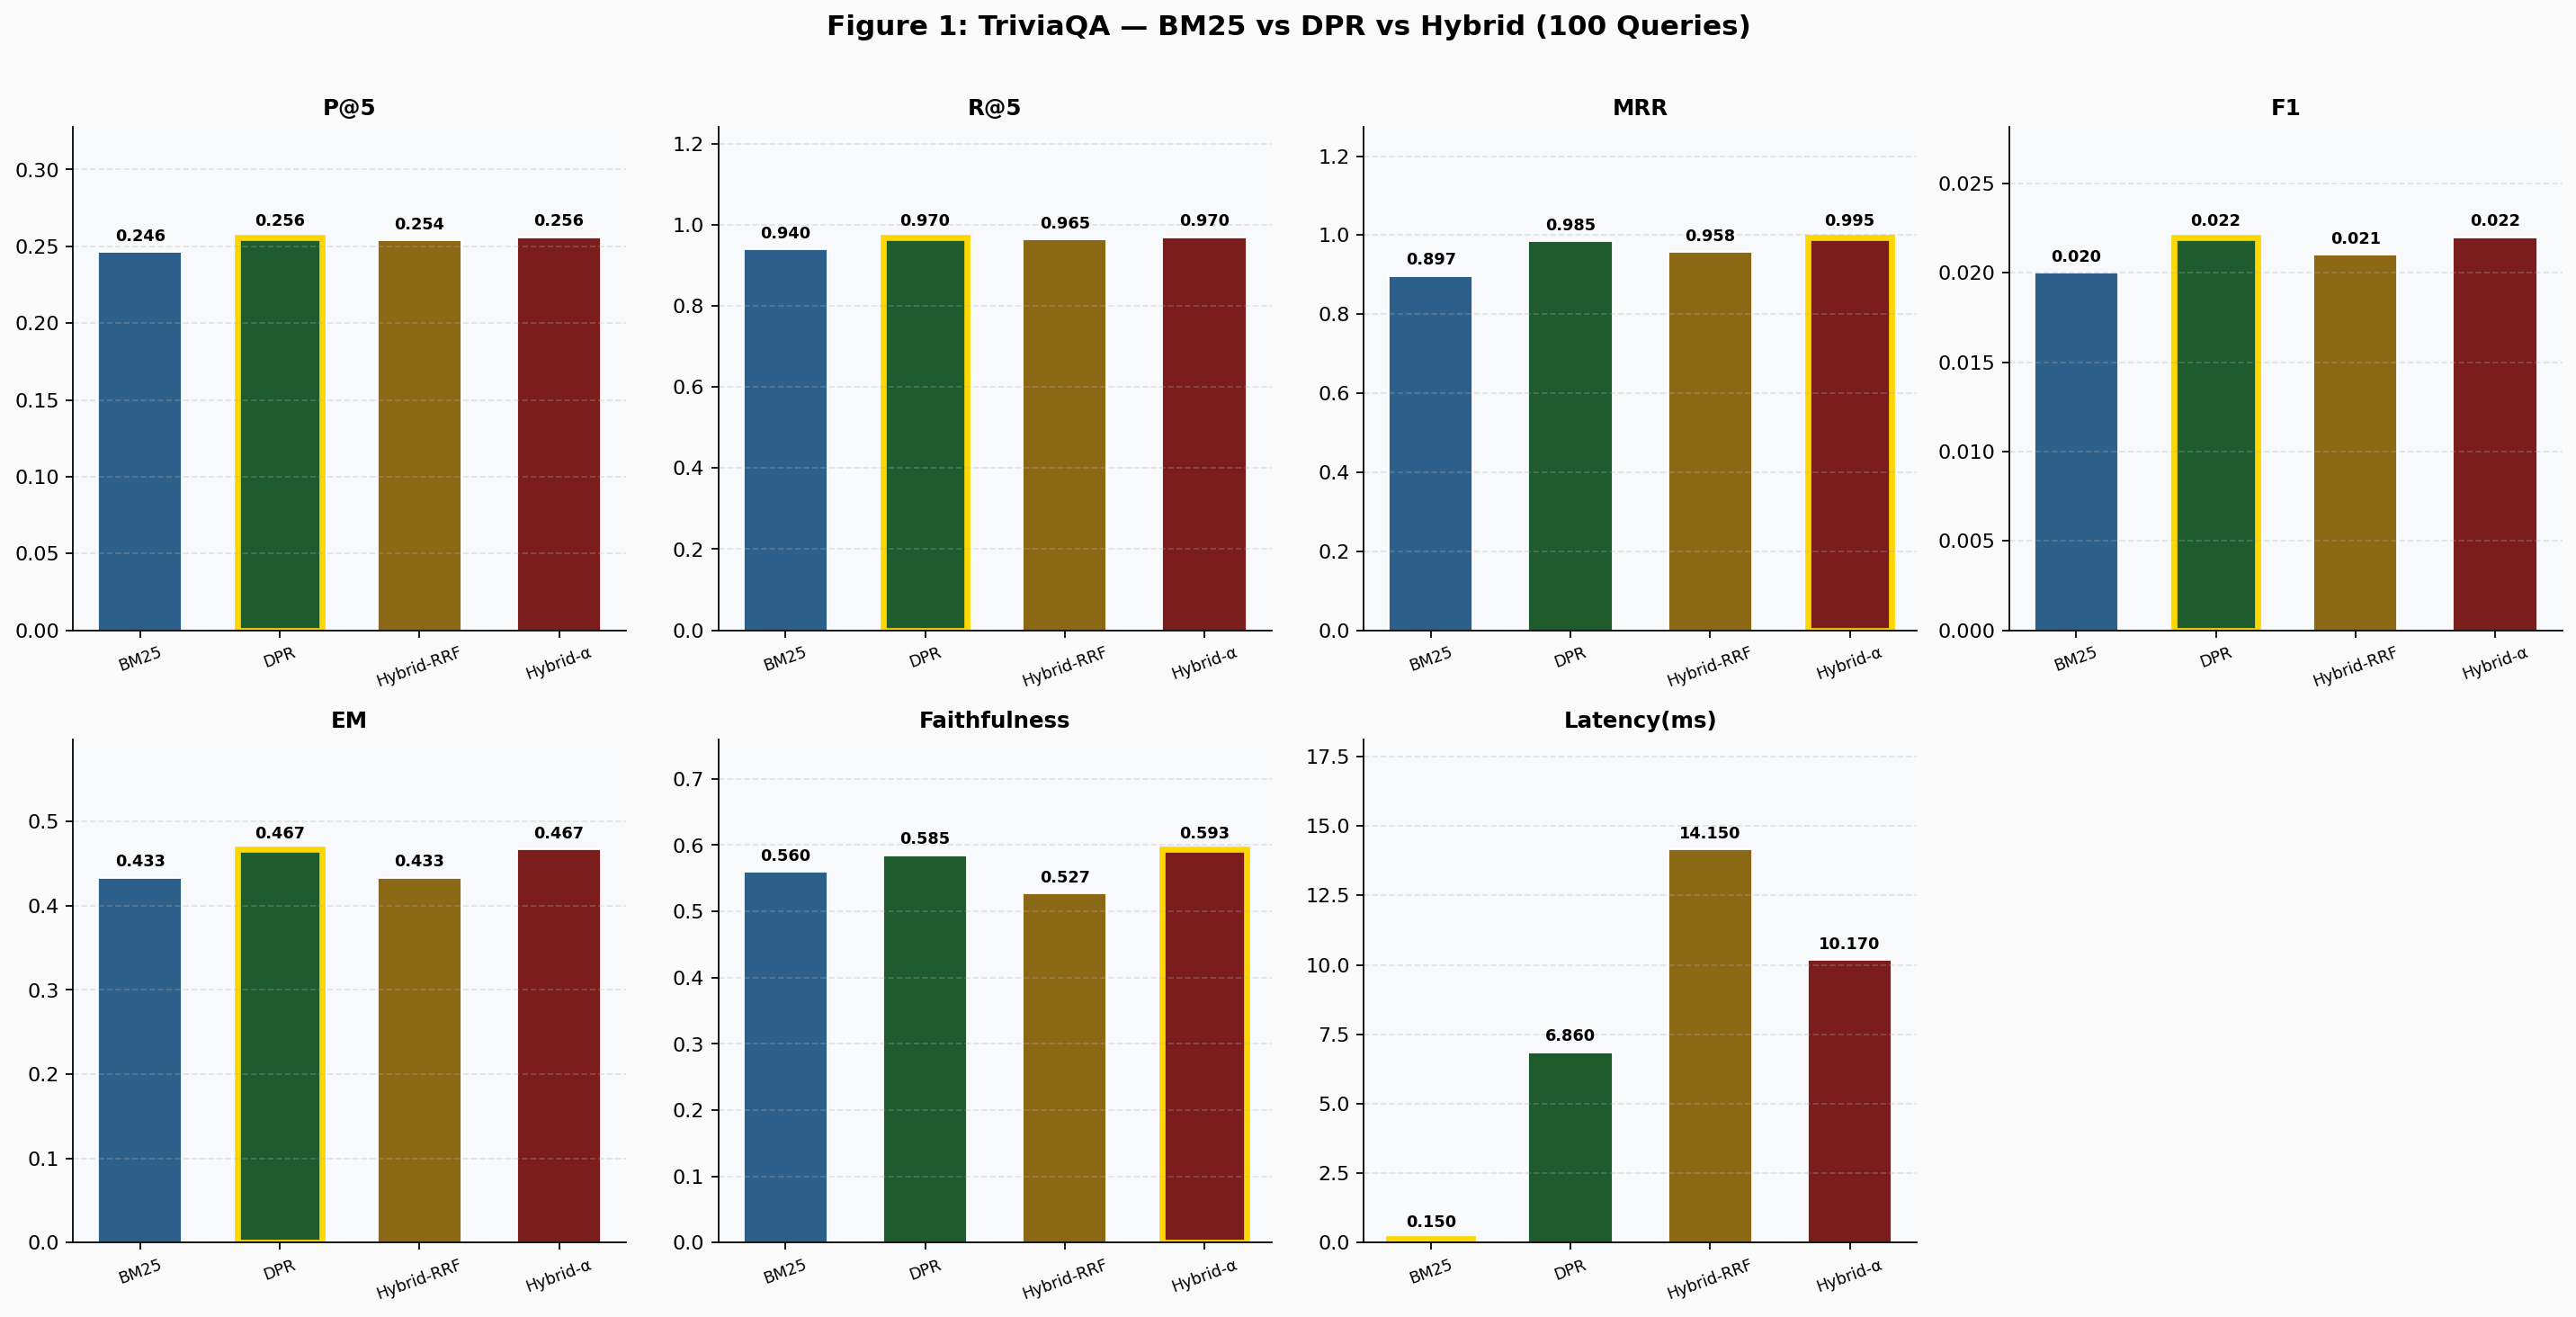 Figure 1: TriviaQA — BM25 vs DPR vs Hybrid (100 Queries)
P@5
0.30
0.25
0.20
0.15
0.10
0.05
0.00
0.246
0.256
0.254
0.256
BM25
DPR
Hybrid-RRF
Hybrid-α
R@5
1.2
1.0
0.8
0.6
0.4
0.2
0.0
0.940
0.970
0.965
0.970
BM25
DPR
Hybrid-RRF
Hybrid-α
MRR
1.2
1.0
0.8
0.6
0.4
0.2
0.0
0.897
0.985
0.958
0.995
BM25
DPR
Hybrid-RRF
Hybrid-α
F1
0.025
0.020
0.015
0.010
0.005
0.000
0.020
0.022
0.021
0.022
BM25
DPR
Hybrid-RRF
Hybrid-α
EM
0.5
0.4
0.3
0.2
0.1
0.0
0.433
0.467
0.433
0.467
BM25
DPR
Hybrid-RRF
Hybrid-α
Faithfulness
0.7
0.6
0.5
0.4
0.3
0.2
0.1
0.0
0.560
0.585
0.527
0.593
BM25
DPR
Hybrid-RRF
Hybrid-α
Latency(ms)
17.5
15.0
12.5
10.0
7.5
5.0
2.5
0.0
0.150
6.860
14.150
10.170
BM25
DPR
Hybrid-RRF
Hybrid-α